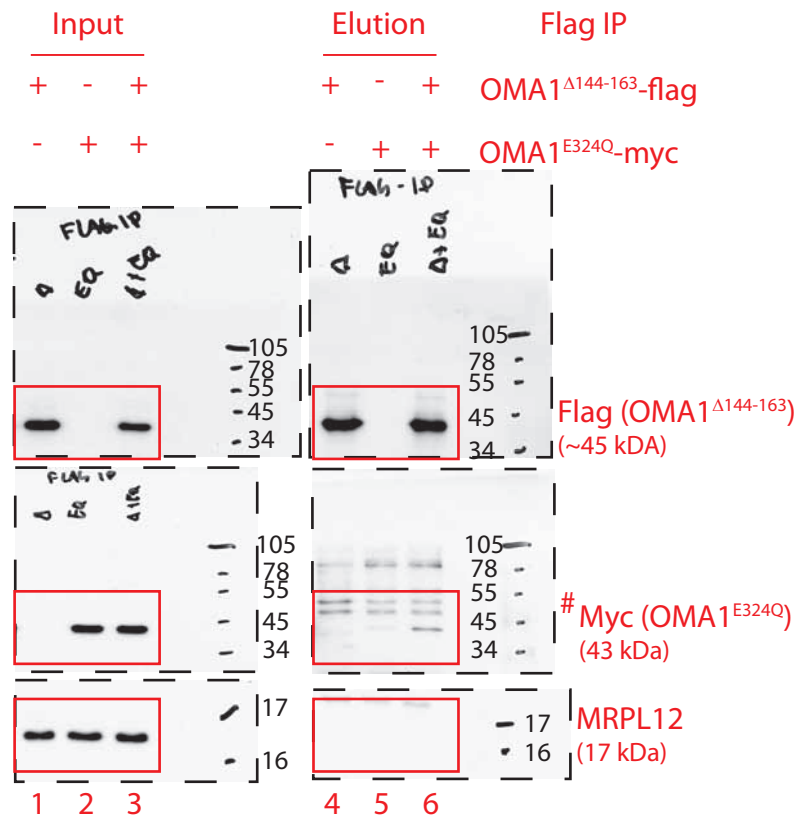 Input Elution Flag IP
+ - + + - + OMA1Δ144-163-flag
- + + - + + OMA1E324Q-myc
FLAG IP
Δ EQ Δ+EQ
105
78
55
45
34
FLAG-IP
Δ EQ Δ+EQ
105
78
55
45
34
Flag (OMA1Δ144-163)
(~45 kDA)
FLAG IP
Δ EQ Δ+EQ
105
78
55
45
34
105
78
55
45
34
# Myc (OMA1E324Q)
(43 kDa)
17
16
17
16
MRPL12
(17 kDa)
1 2 3 4 5 6